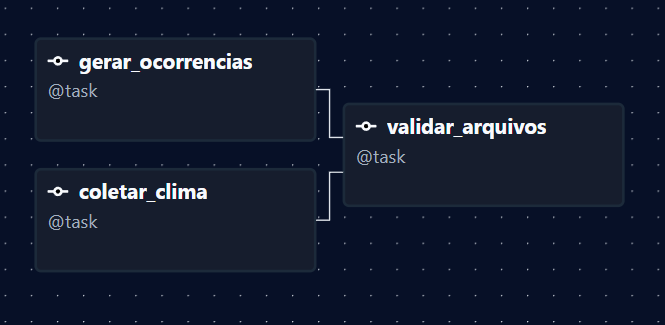 gerar_ocorrencias
@task
coletar_clima
@task
validar_arquivos
@task